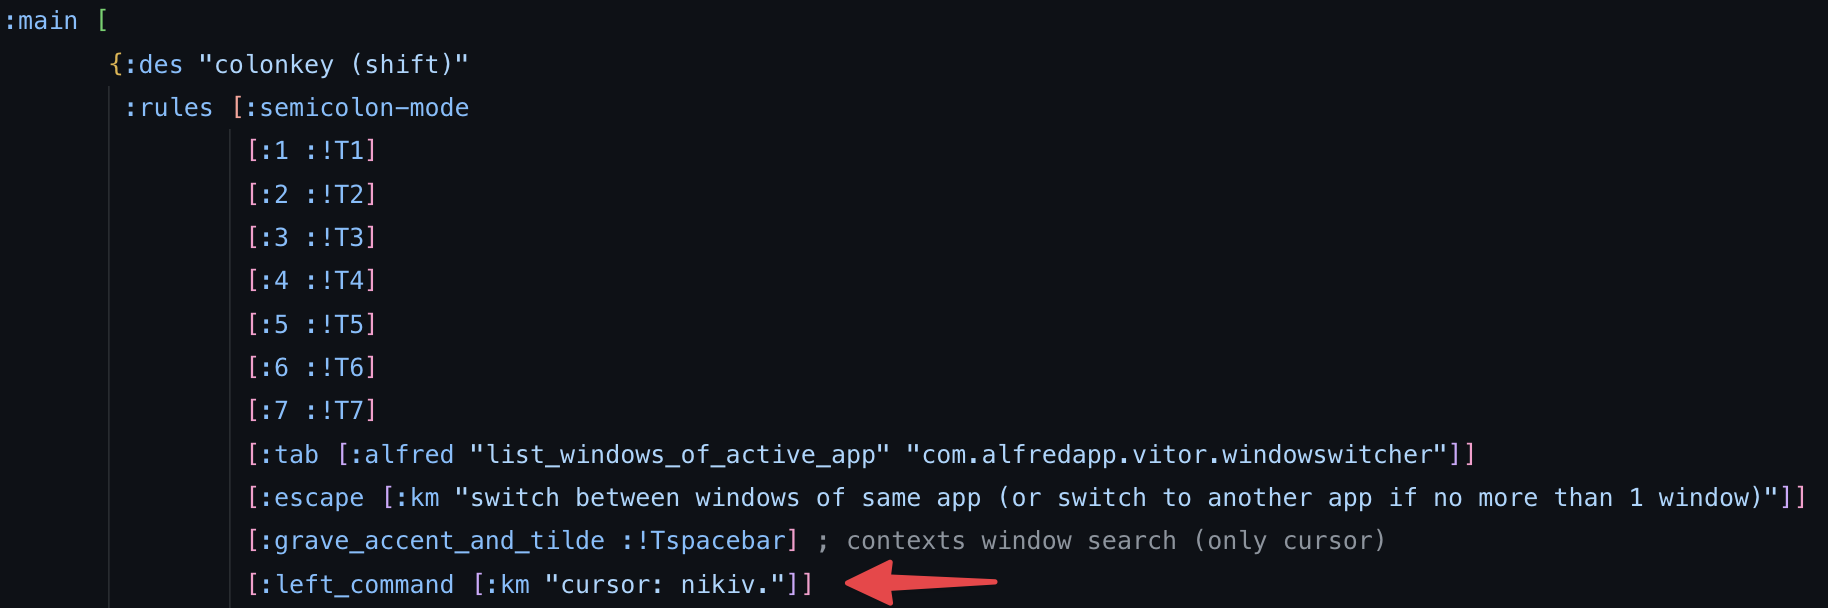 :main [
{:des "colonkey (shift)"
:rules [:semicolon-mode
[:1 :!T1]
[:2 :!T2]
[:3 :!T3]
[:4 :!T4]
[:5 :!T5]
[:6 :!T6]
[:7 :!T7]
[:tab [:alfred "list_windows_of_active_app" "com.alfredapp.vitor.windowswitcher"]]
[:escape [:km "switch between windows of same app (or switch to another app if no more than 1 window)"]]
[:grave_accent_and_tilde :!Tspacebar] ; contexts window search (only cursor)
[:left_command [:km "cursor: nikiv."]]